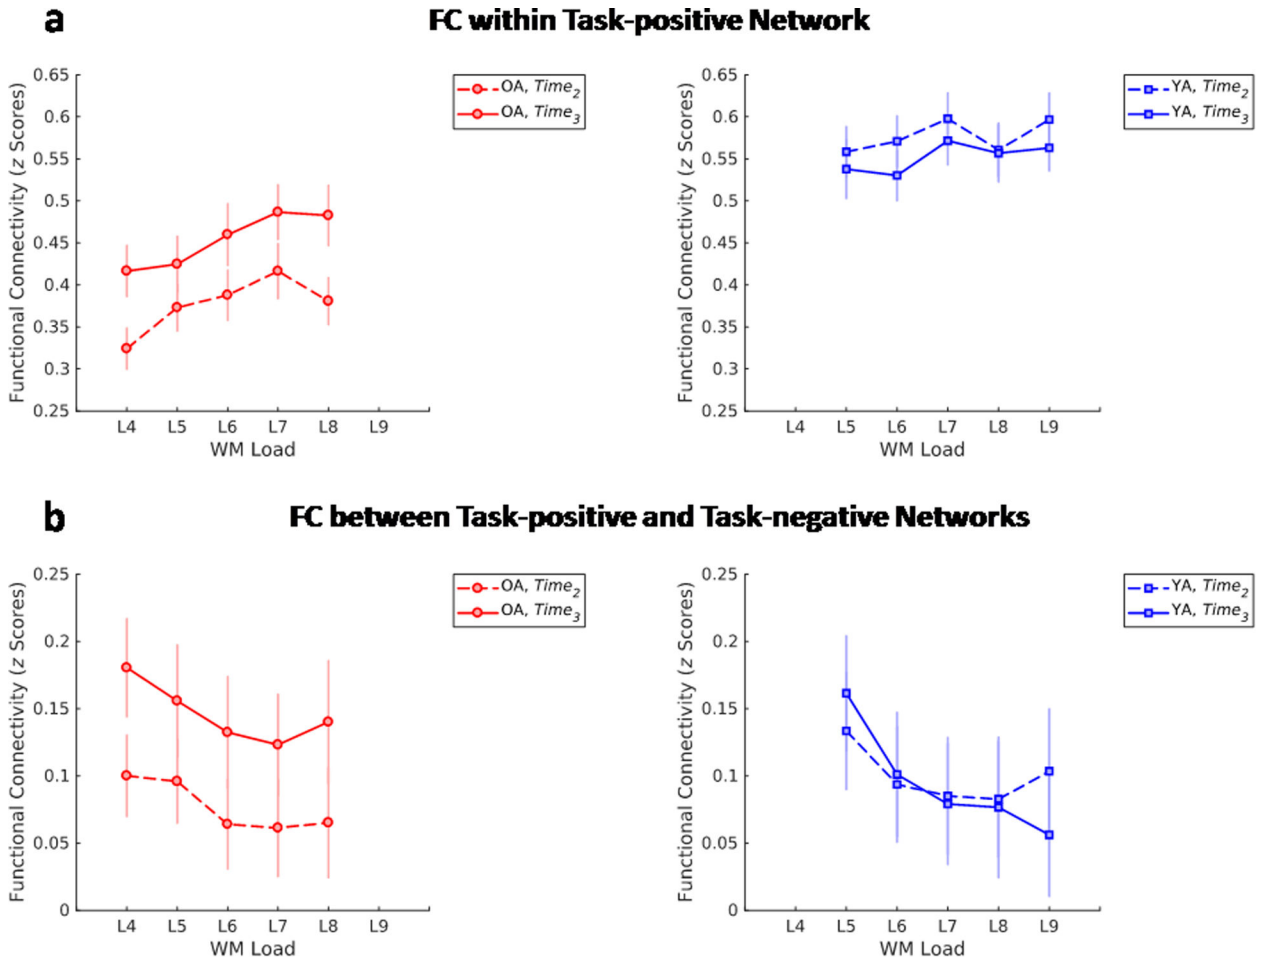 a
FC within Task-positive Network
0.65
0.6
0.55
0.5
0.45
0.4
0.35
0.3
0.25
Functional Connectivity (z Scores)
L4 L5 L6 L7 L8 L9
WM Load
OA, Time2
OA, Time3
0.65
0.6
0.55
0.5
0.45
0.4
0.35
0.3
0.25
Functional Connectivity (z Scores)
L4 L5 L6 L7 L8 L9
WM Load
YA, Time2
YA, Time3
b
FC between Task-positive and Task-negative Networks
0.25
0.2
0.15
0.1
0.05
0
Functional Connectivity (z Scores)
L4 L5 L6 L7 L8 L9
WM Load
OA, Time2
OA, Time3
0.25
0.2
0.15
0.1
0.05
0
Functional Connectivity (z Scores)
L4 L5 L6 L7 L8 L9
WM Load
YA, Time2
YA, Time3